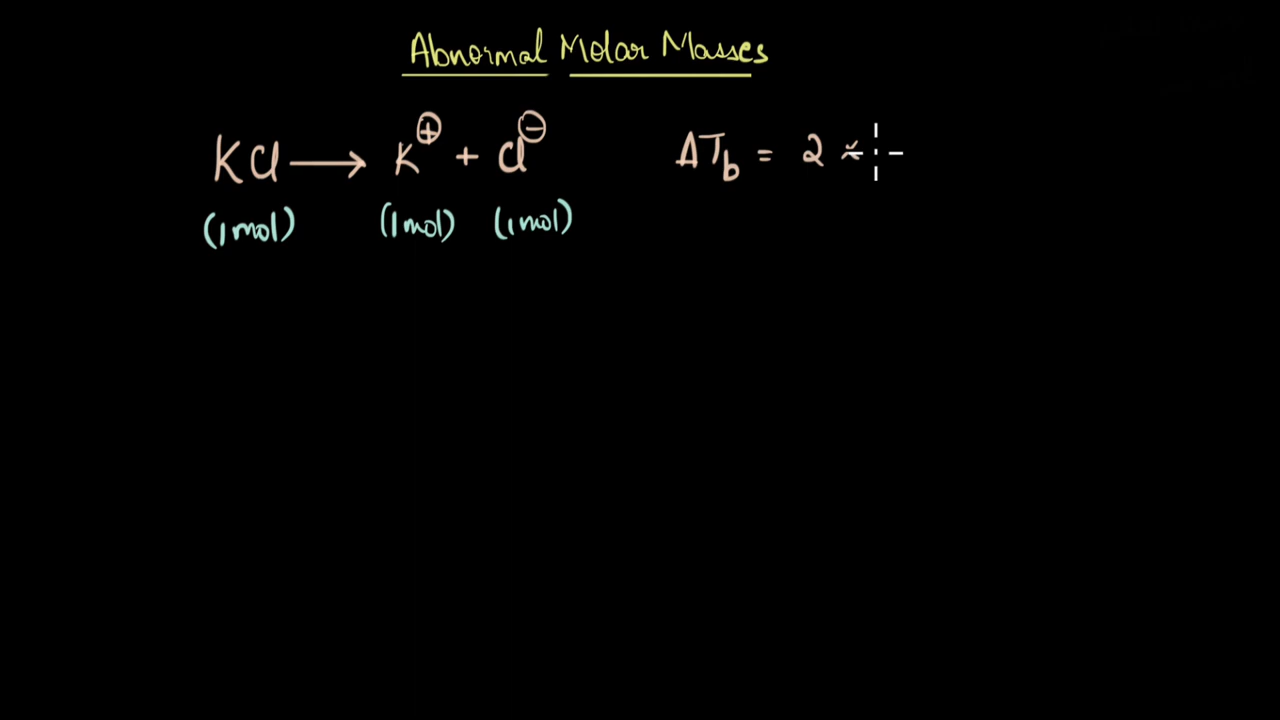 Abnormal Molar Masses
KCl ⟶ K⊕ + Cl⊖ ΔTb = 2 ×
(1mol) (1mol) (1mol)